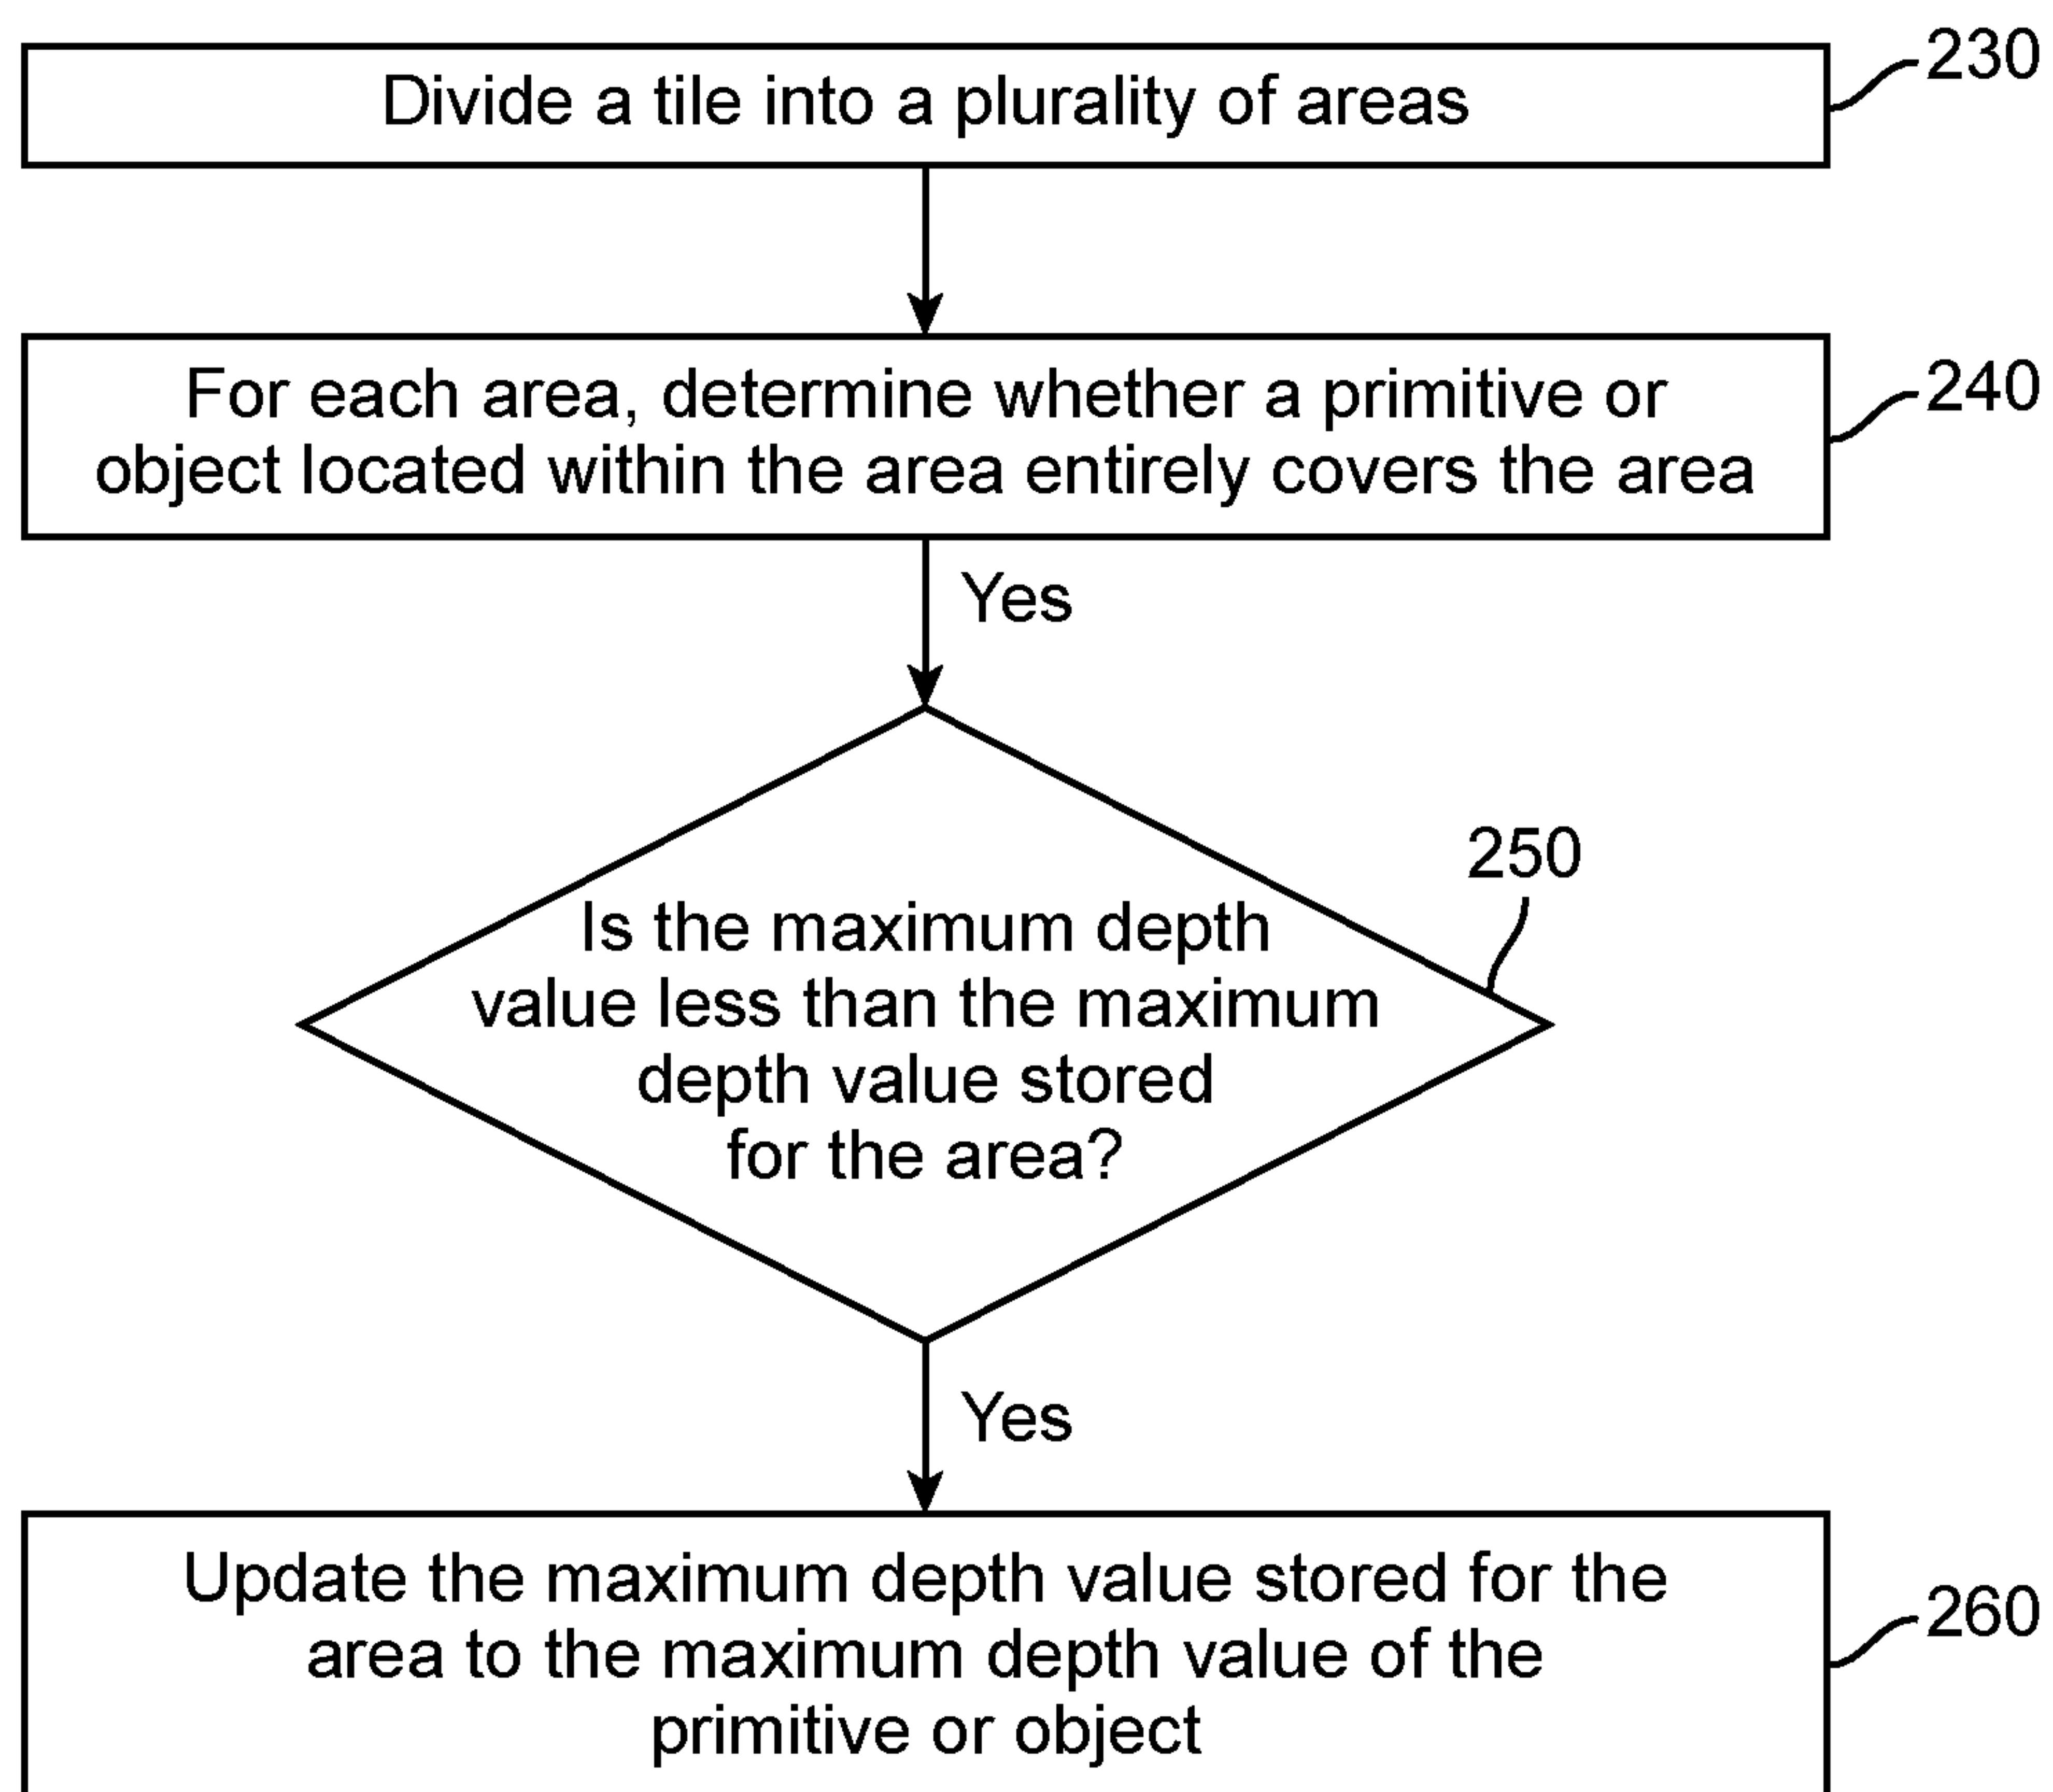 230
Divide a tile into a plurality of areas
240
For each area, determine whether a primitive or
object located within the area entirely covers the area
Yes
250
Is the maximum depth
value less than the maximum
depth value stored
for the area?
Yes
Update the maximum depth value stored for the
260
area to the maximum depth value of the
primitive or object